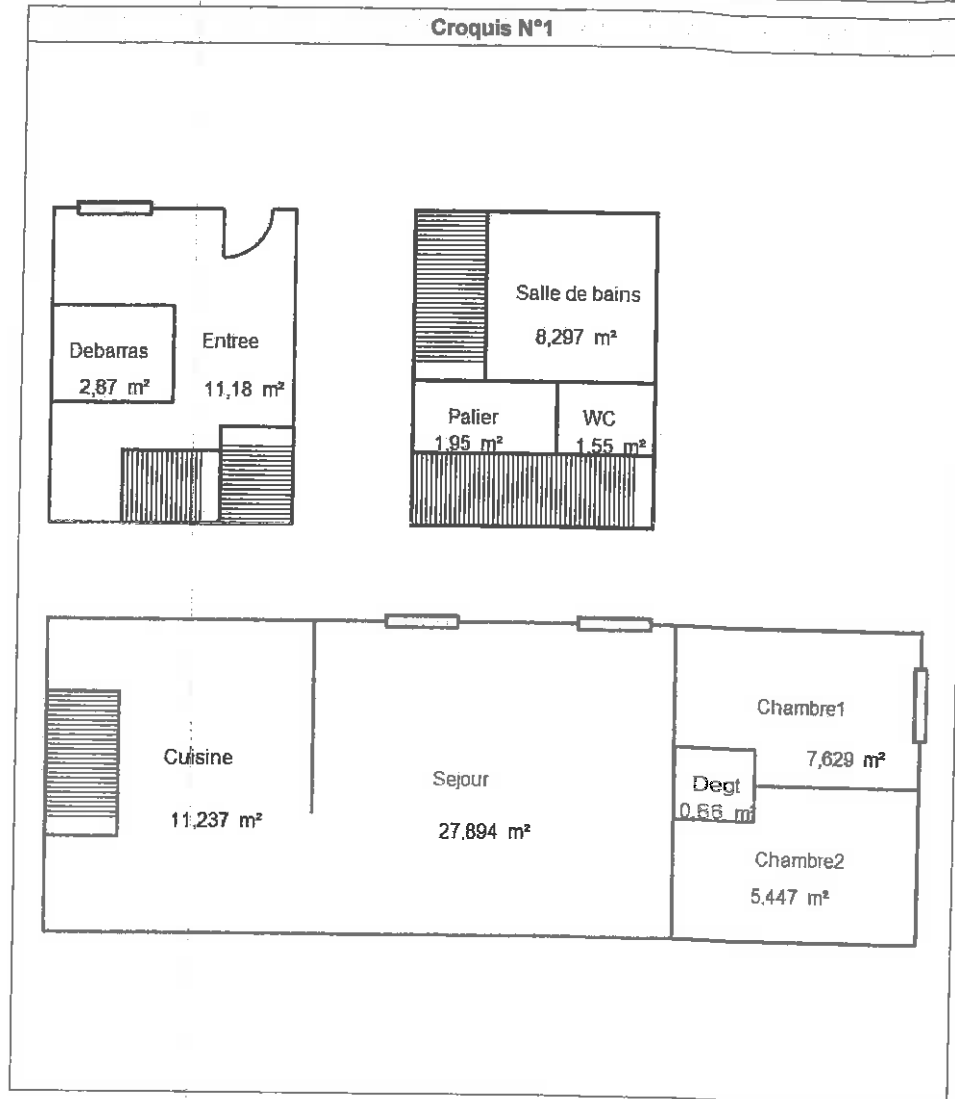 Croquis N°1
Debarras
2,87 m²
Entree
11,18 m²
Salle de bains
8,297 m²
Palier
1,95 m²
WC
1,55 m²
Cuisine
11,237 m²
Sejour
27,894 m²
Chambre1
7,629 m²
Degt
m²
Chambre2
5,447 m²